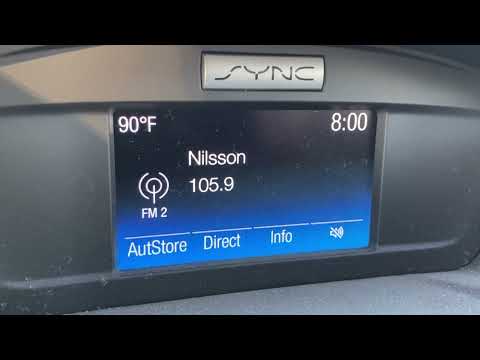 SYNC
90°F 8:00
Nilsson
105.9
FM 2
AutStore Direct Info